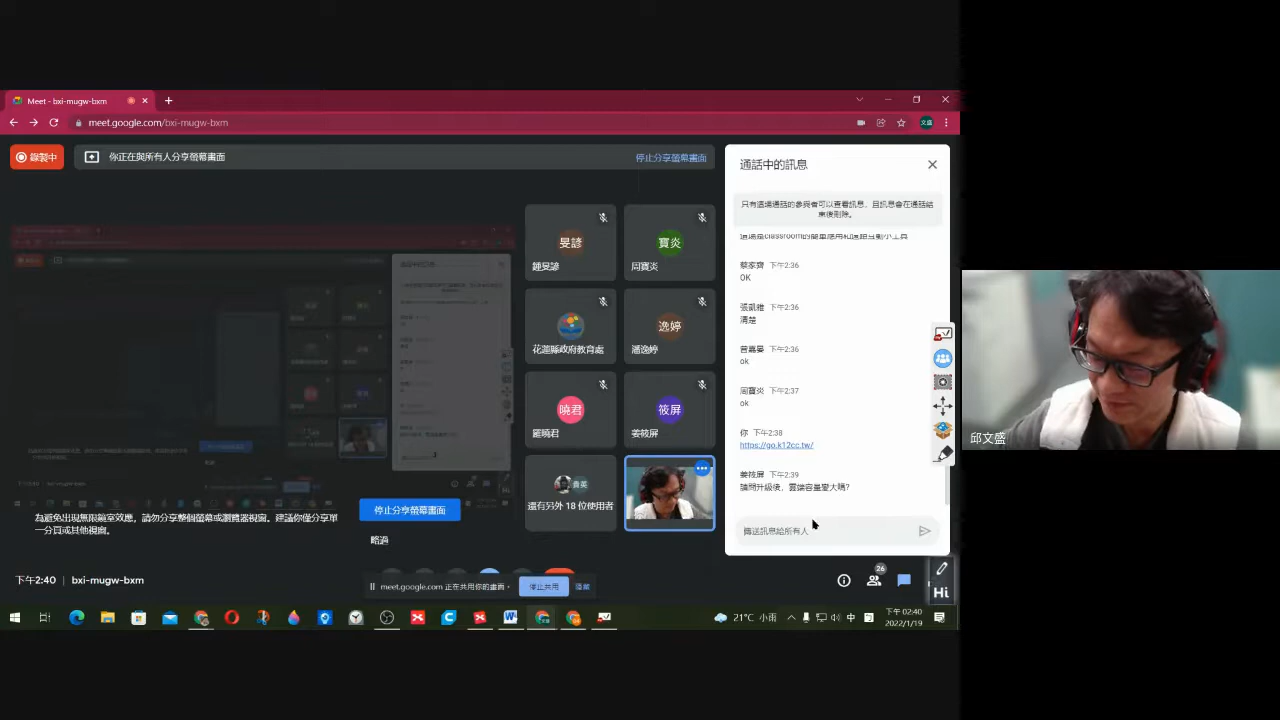 Meet - bxi-mugw-bxm
meet.google.com/bxi-mugw-bxm
文盛
錄製中
你正在與所有人分享螢幕畫面
停止分享螢幕畫面
通話中的訊息
只有這場通話的參與者可以查看訊息，且訊息會在通話結
束後刪除。
這場是classroom的簡單應用和遠距互動小工具
蔡家齊 下午2:36
OK
張凱雅 下午2:36
清楚
曾嘉晏 下午2:36
ok
周寶炎 下午2:37
ok
你 下午2:38
https://go.k12cc.tw/
姜筱屏 下午2:39
請問升級後，雲端容量變大嗎?
傳送訊息給所有人
旻諺
鍾旻諺
寶炎
周寶炎
花蓮縣政府教育處
逸婷
潘逸婷
曉君
羅曉君
筱屏
姜筱屏
還有另外 18 位使用者
為避免出現無限鏡室效應，請勿分享整個螢幕或瀏覽器視窗。建議你僅分享單
一分頁或其他視窗。
停止分享螢幕畫面
略過
下午2:40 | bxi-mugw-bxm
meet.google.com 正在共用你的畫面。
停止共用
隱藏
26
Hi
21°C 小雨
中
下午 02:40
2022/1/19
邱文盛